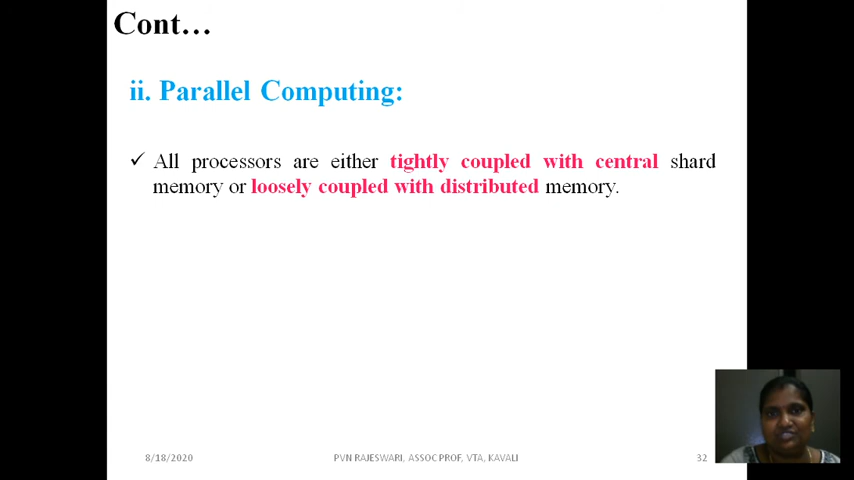 Cont…
ii. Parallel Computing:
✓ All processors are either tightly coupled with central shard
memory or loosely coupled with distributed memory.
8/18/2020
PVN RAJESWARI, ASSOC PROF, VTA, KAVALI
32